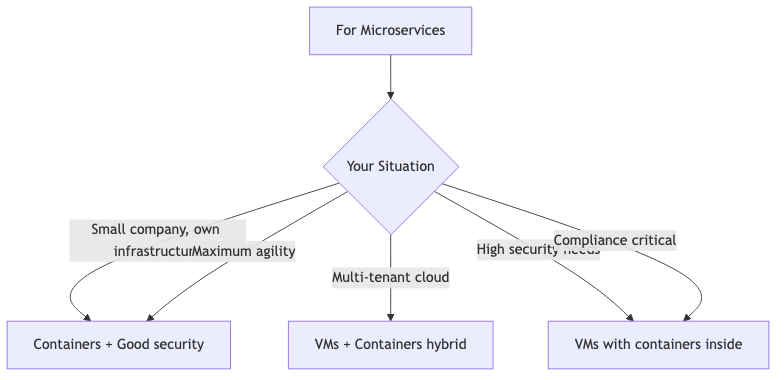 For Microservices
Your Situation
Small company, own
infrastructur
Maximum agility
Multi-tenant cloud
High security needs
Compliance critical
Containers + Good security
VMs + Containers hybrid
VMs with containers inside